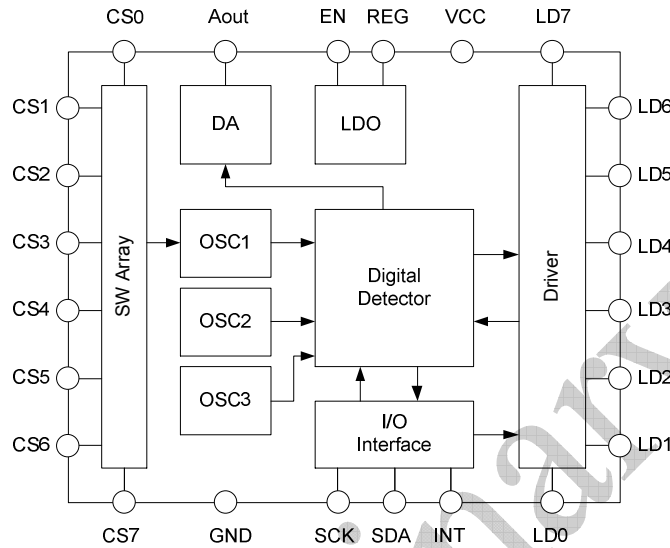 CS0 Aout EN REG VCC LD7
CS1 DA LDO LD6
CS2 LD5
CS3 OSC1 LD4
SW Array
Digital
Detector
Driver
CS4 OSC2 LD3
CS5 OSC3 LD2
I/O
Interface
CS6 LD1
CS7 GND SCK SDA INT LD0